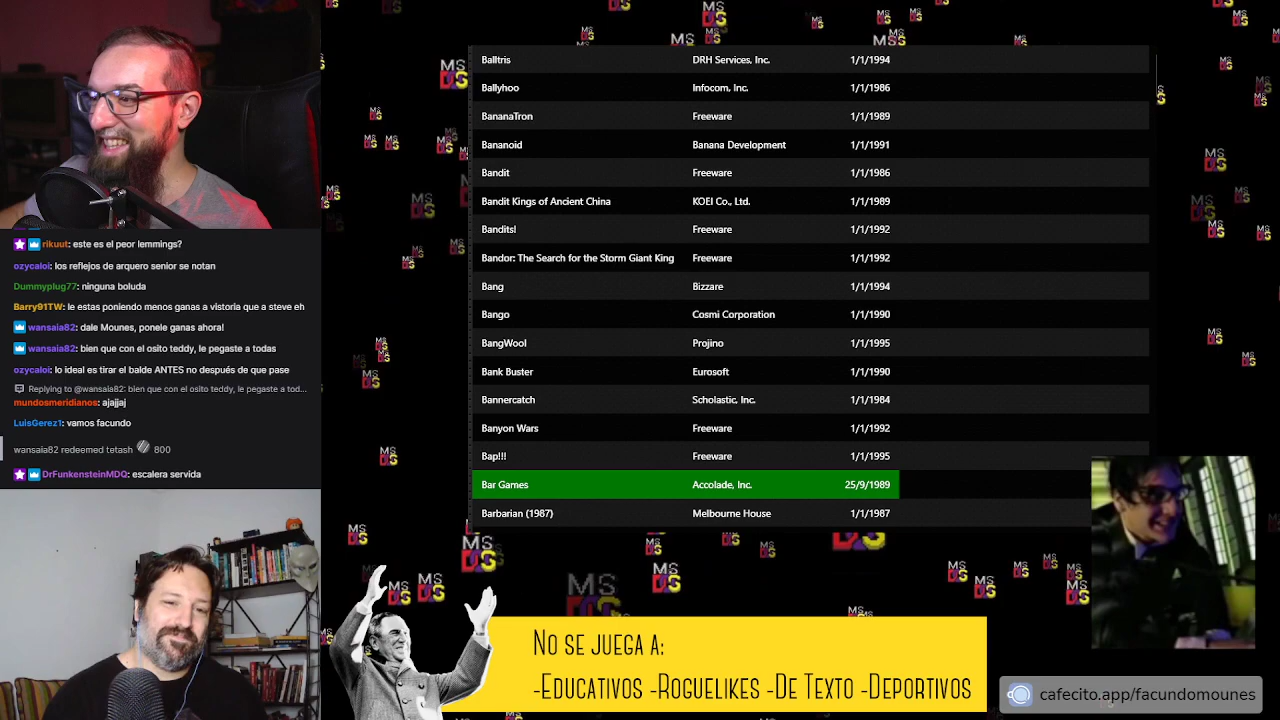 rikuut: este es el peor lemmings?
ozycaloi: los reflejos de arquero senior se notan
Dummyplug77: ninguna boluda
Barry91TW: le estas poniendo menos ganas a vistoria que a steve eh
wansaia82: dale Mounes, ponele ganas ahora!
wansaia82: bien que con el osito teddy, le pegaste a todas
ozycaloi: lo ideal es tirar el balde ANTES no después de que pase
Replying to @wansaia82: bien que con el osito teddy, le pegaste a tod...
mundosmeridianos: ajajjaj
LuisGerez1: vamos facundo
wansaia82 redeemed tetash 800
DrFunkensteinMDQ: escalera servida
Balltris DRH Services, Inc. 1/1/1994
Ballyhoo Infocom, Inc. 1/1/1986
BananaTron Freeware 1/1/1989
Bananoid Banana Development 1/1/1991
Bandit Freeware 1/1/1986
Bandit Kings of Ancient China KOEI Co., Ltd. 1/1/1989
Freeware 1/1/1992
Bandor: The Search for the Storm Giant King Freeware 1/1/1992
Bang Bizzare 1/1/1994
Bango Cosmi Corporation 1/1/1990
BangWool Projino 1/1/1995
Bank Buster Eurosoft 1/1/1990
Bannercatch Scholastic, Inc. 1/1/1984
Banyon Wars Freeware 1/1/1992
Bap!!! Freeware 1/1/1995
Bar Games Accolade, Inc. 25/9/1989
Barbarian (1987) Melbourne House 1/1/1987
No se juega a:
-Educativos -Roguelikes -De Texto -Deportivos
cafecito.app/facundomounes